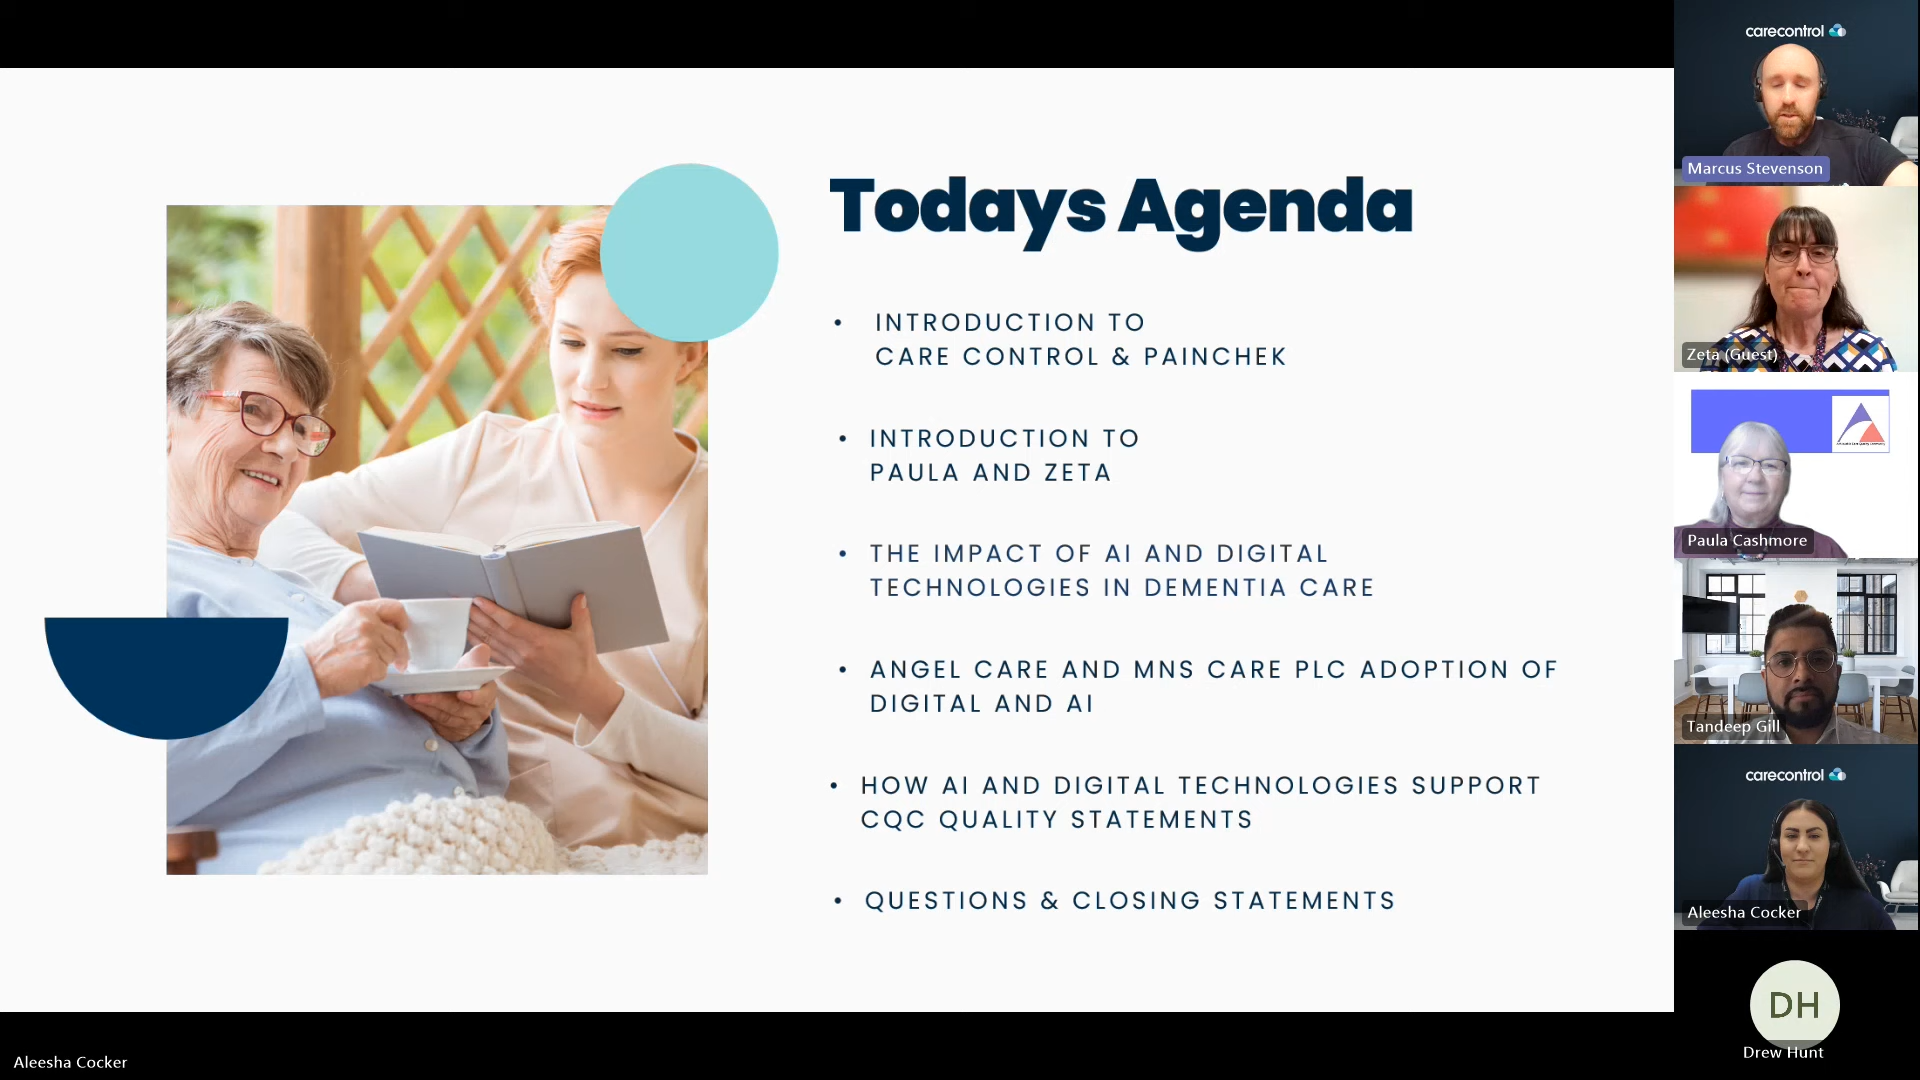 Todays Agenda
• INTRODUCTION TO
CARE CONTROL & PAINCHEK
• INTRODUCTION TO
PAULA AND ZETA
• THE IMPACT OF AI AND DIGITAL
TECHNOLOGIES IN DEMENTIA CARE
• ANGEL CARE AND MNS CARE PLC ADOPTION OF
DIGITAL AND AI
• HOW AI AND DIGITAL TECHNOLOGIES SUPPORT
CQC QUALITY STATEMENTS
• QUESTIONS & CLOSING STATEMENTS
Aleesha Cocker
carecontrol
Marcus Stevenson
Zeta (Guest)
Paula Cashmore
Tandeep Gill
carecontrol
Aleesha Cocker
DH
Drew Hunt